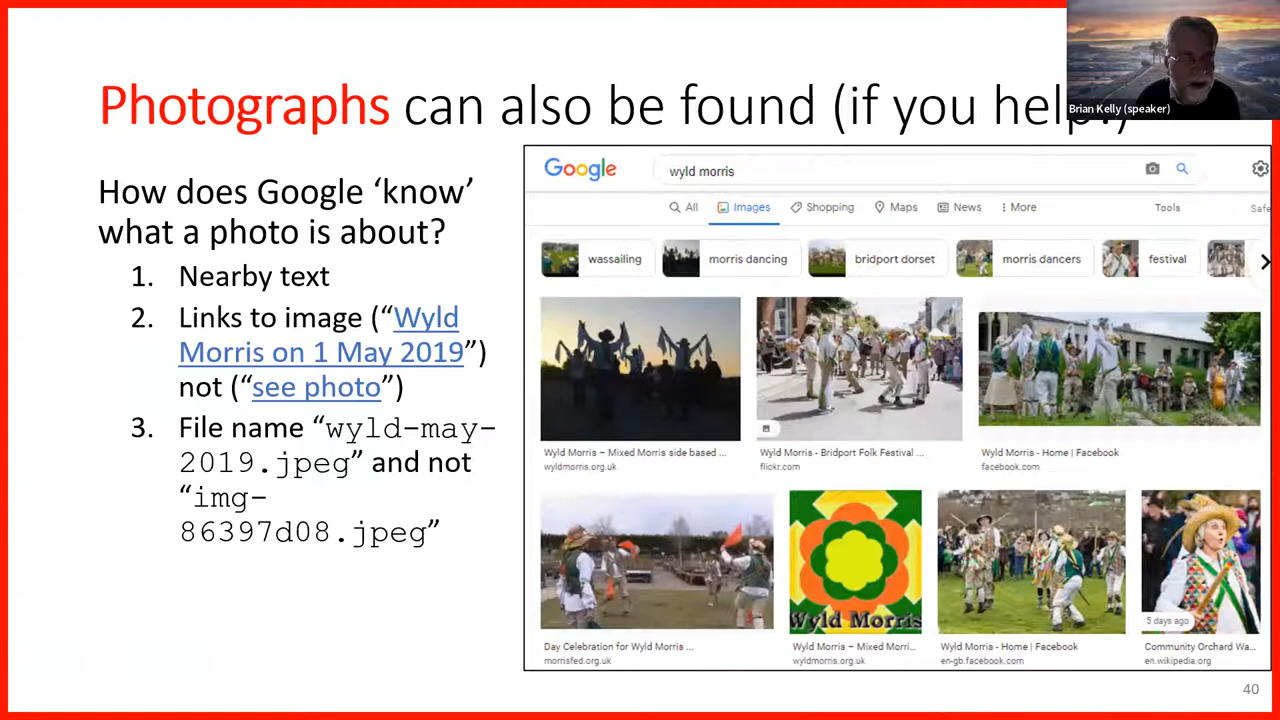 Photographs can also be found (if you help!)
Brian Kelly (speaker)
How does Google ‘know’
what a photo is about?
1. Nearby text
2. Links to image (“Wyld
Morris on 1 May 2019”)
not (“see photo”)
3. File name “wyld-may-
2019.jpeg” and not
“img-
86397d08.jpeg”
Google
wyld morris
All Images Shopping Maps News More Tools Safe
wassailing morris dancing bridport dorset morris dancers festival
Wyld Morris – Mixed Morris side based ... Wyld Morris - Bridport Folk Festival ... Wyld Morris - Home | Facebook
wyldmorris.org.uk flickr.com facebook.com
Wyld Morris
5 days ago
Day Celebration for Wyld Morris ... Wyld Morris – Mixed Morri... Wyld Morris - Home | Facebook Community Orchard Wa...
morrisfed.org.uk wyldmorris.org.uk en-gb.facebook.com en.wikipedia.org
40